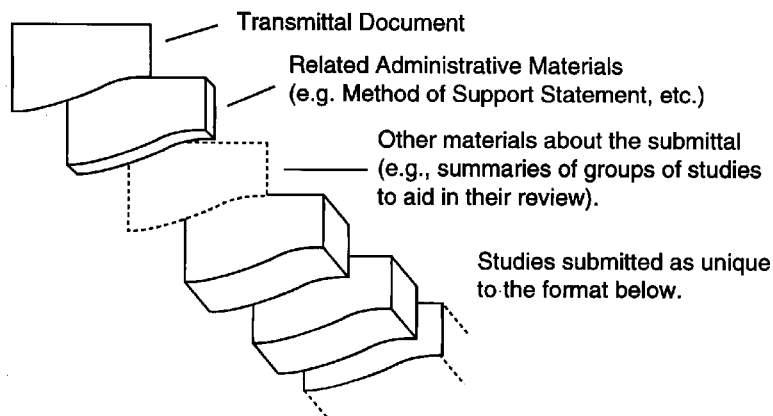 Transmittal Document
Related Administrative Materials
(e.g. Method of Support Statement, etc.)
Other materials about the submittal
(e.g., summaries of groups of studies
to aid in their review).
Studies submitted as unique
to the format below.